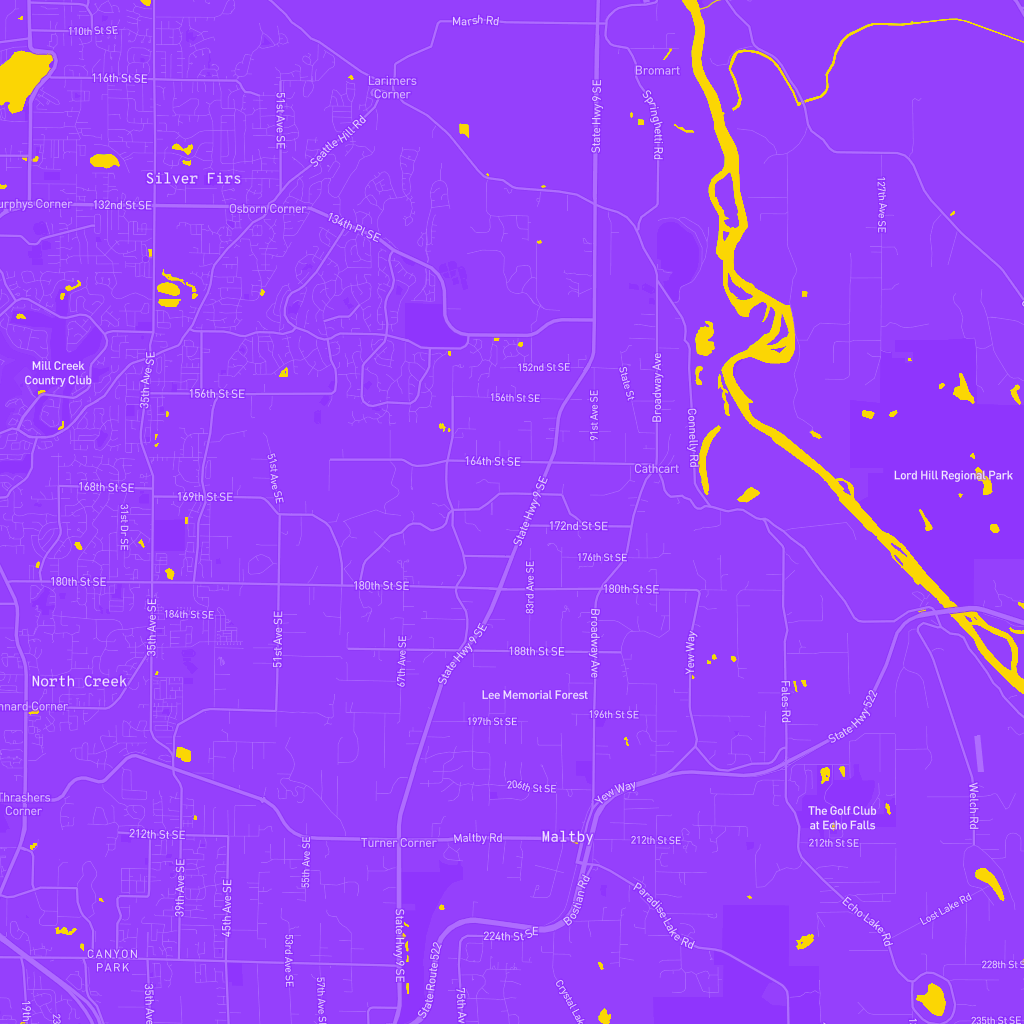 Marsh Rd
110th St SE
116th St SE
Larimers
Corner
Bromart
51st Ave SE
Seattle Hill Rd
State Hwy 9 SE
Springhetti Rd
Silver Firs
127th Ave SE
urphys Corner
132nd St SE
Osborn Corner
134th Pl SE
Mill Creek
Country Club
35th Ave SE
152nd St SE
156th St SE
156th St SE
State St
91st Ave SE
Broadway Ave
Connelly Rd
164th St SE
Cathcart
Lord Hill Regional Park
51st Ave SE
168th St SE
169th St SE
31st Dr SE
State Hwy 9 SE
172nd St SE
176th St SE
180th St SE
180th St SE
180th St SE
83rd Ave SE
184th St SE
35th Ave SE
51st Ave SE
67th Ave SE
State Hwy 9 SE
188th St SE
Broadway Ave
Yew Way
North Creek
Lee Memorial Forest
Fales Rd
nnard Corner
197th St SE
196th St SE
State Hwy 522
206th St SE
Yew Way
Thrashers
Corner
Welch Rd
The Golf Club
at Echo Falls
212th St SE
Turner Corner
Maltby Rd
Maltby
212th St SE
212th St SE
55th Ave SE
39th Ave SE
45th Ave SE
Bostian Rd
Paradise Lake Rd
Echo Lake Rd
Lost Lake Rd
State Hwy 9 SE
224th St SE
State Route 522
CANYON
PARK
53rd Ave SE
228th St SE
35th Ave SE
57th Ave SE
75th Av
Crystal Lak
19th
23
235th St SE